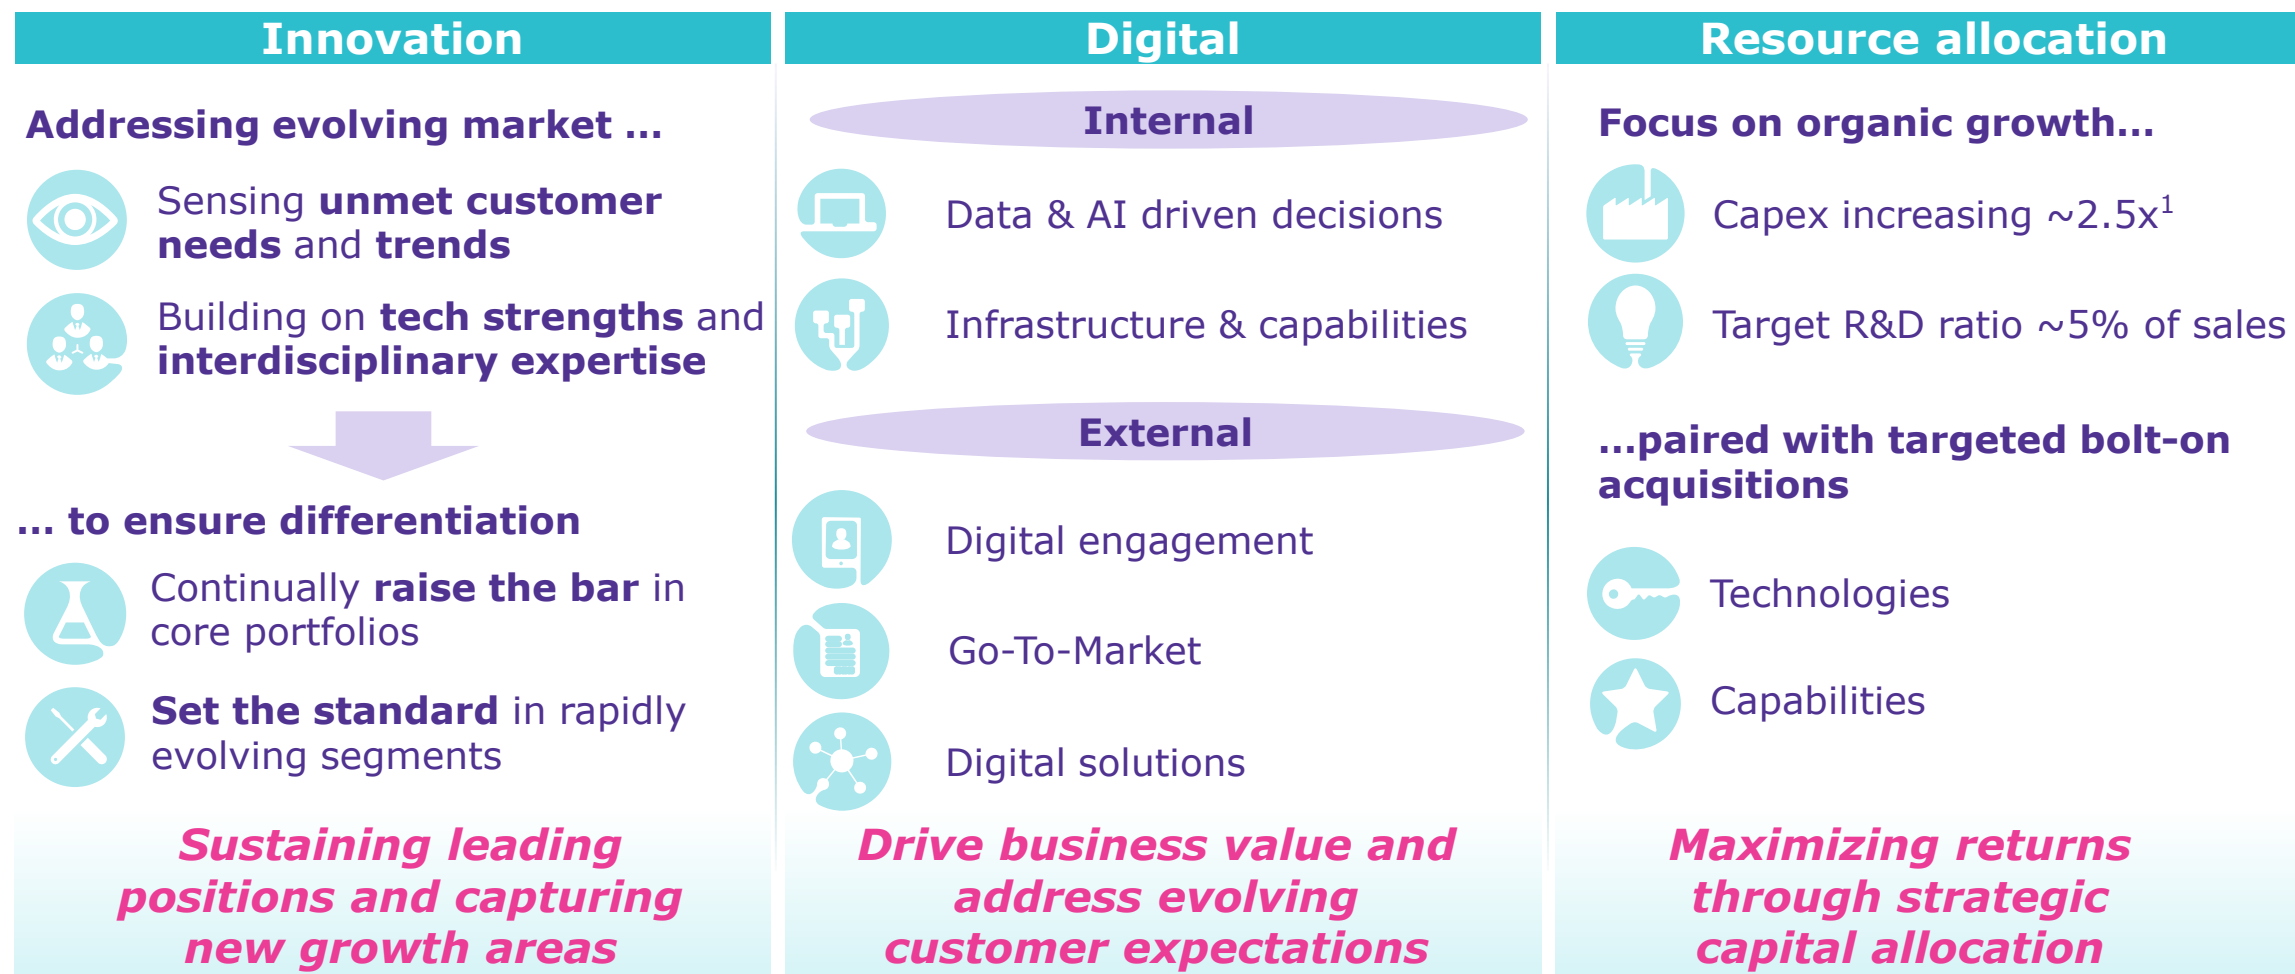 Innovation
Addressing evolving market ...
Sensing unmet customer
needs and trends
Building on tech strengths and
interdisciplinary expertise
... to ensure differentiation
Continually raise the bar in
core portfolios
Set the standard in rapidly
evolving segments
Sustaining leading
positions and capturing
new growth areas
Digital
Internal
Data & AI driven decisions
Infrastructure & capabilities
External
Digital engagement
Go-To-Market
Digital solutions
Drive business value and
address evolving
customer expectations
Resource allocation
Focus on organic growth...
Capex increasing ~2.5x¹
Target R&D ratio ~5% of sales
...paired with targeted bolt-on
acquisitions
Technologies
Capabilities
Maximizing returns
through strategic
capital allocation